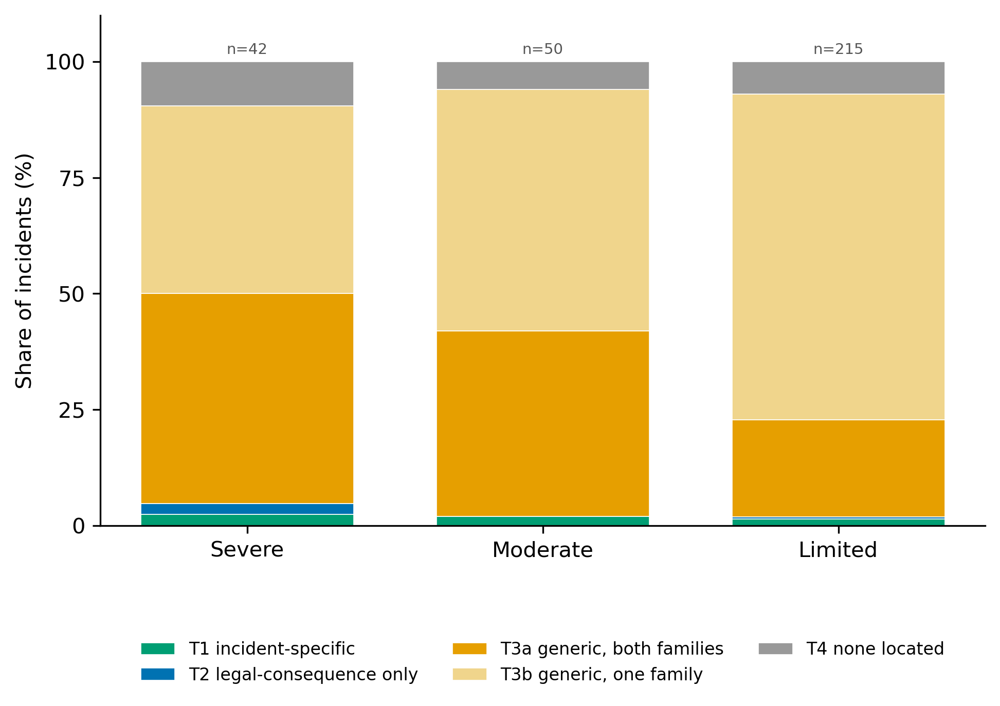 n=42
n=50
n=215
100
75
50
25
0
Share of incidents (%)
Severe
Moderate
Limited
T1 incident-specific
T2 legal-consequence only
T3a generic, both families
T3b generic, one family
T4 none located